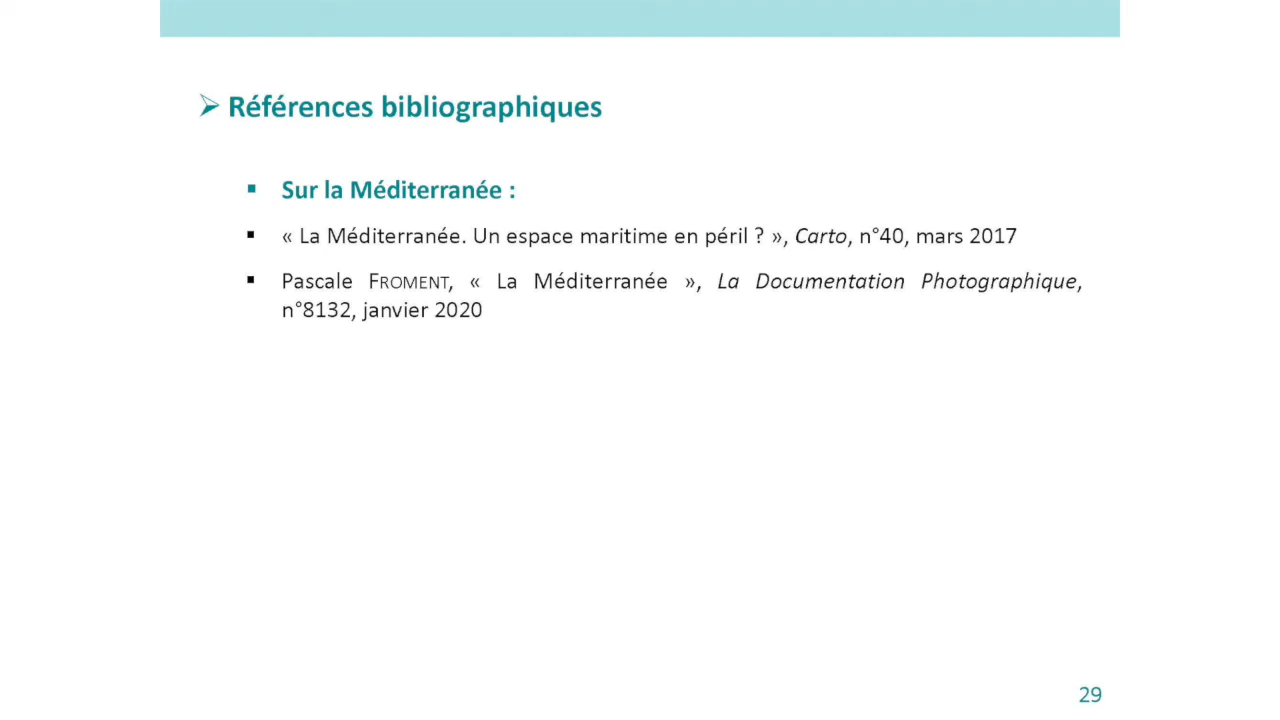 Références bibliographiques
Sur la Méditerranée :
« La Méditerranée. Un espace maritime en péril ? », Carto, n°40, mars 2017
Pascale FROMENT, « La Méditerranée », La Documentation Photographique,
n°8132, janvier 2020
29